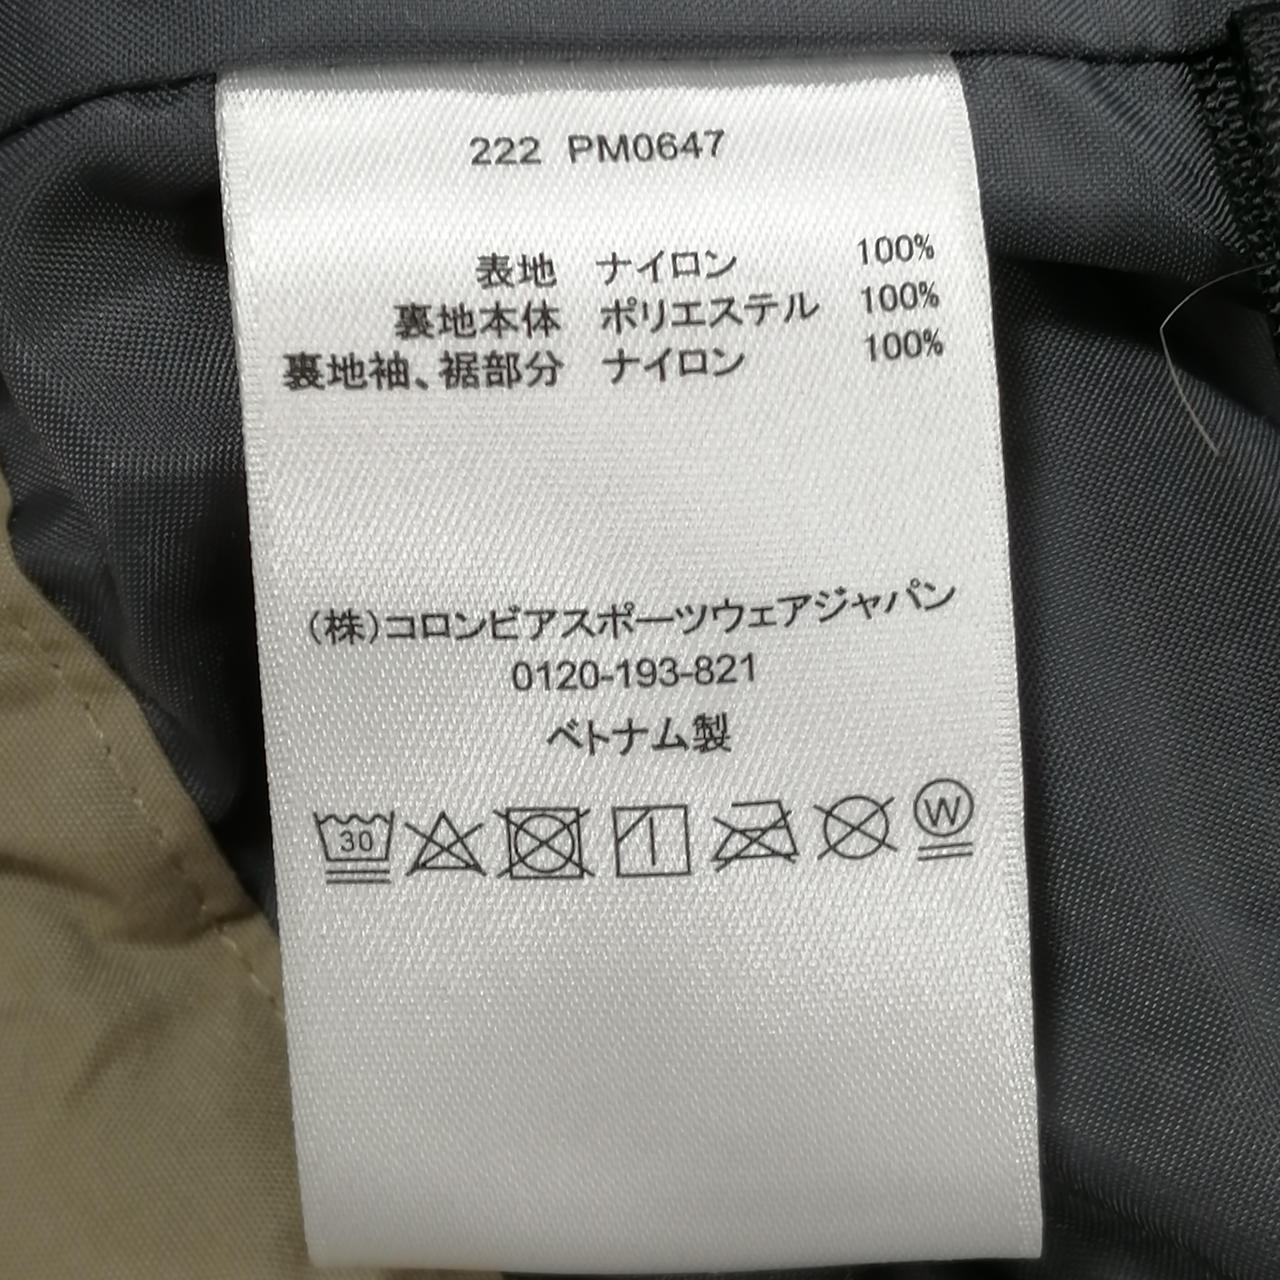 222 PM0647
表地 ナイロン 100%
裏地本体 ポリエステル 100%
裏地袖、裾部分 ナイロン 100%
(株)コロンビアスポーツウェアジャパン
0120-193-821
ベトナム製
30 W